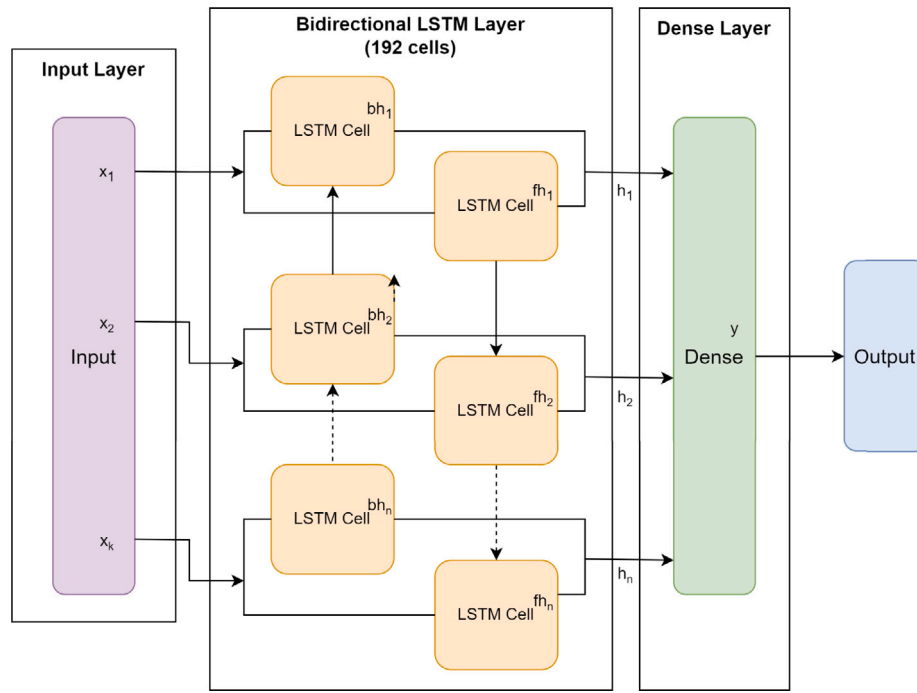 Bidirectional LSTM Layer
(192 cells)
Dense Layer
Input Layer
bh₁
LSTM Cell
x₁
fh₁
LSTM Cell
h₁
bh₂
LSTM Cell
x₂
y
Input
Dense
Output
fh₂
LSTM Cell
h₂
bhₙ
LSTM Cell
xₖ
hₙ
fhₙ
LSTM Cell